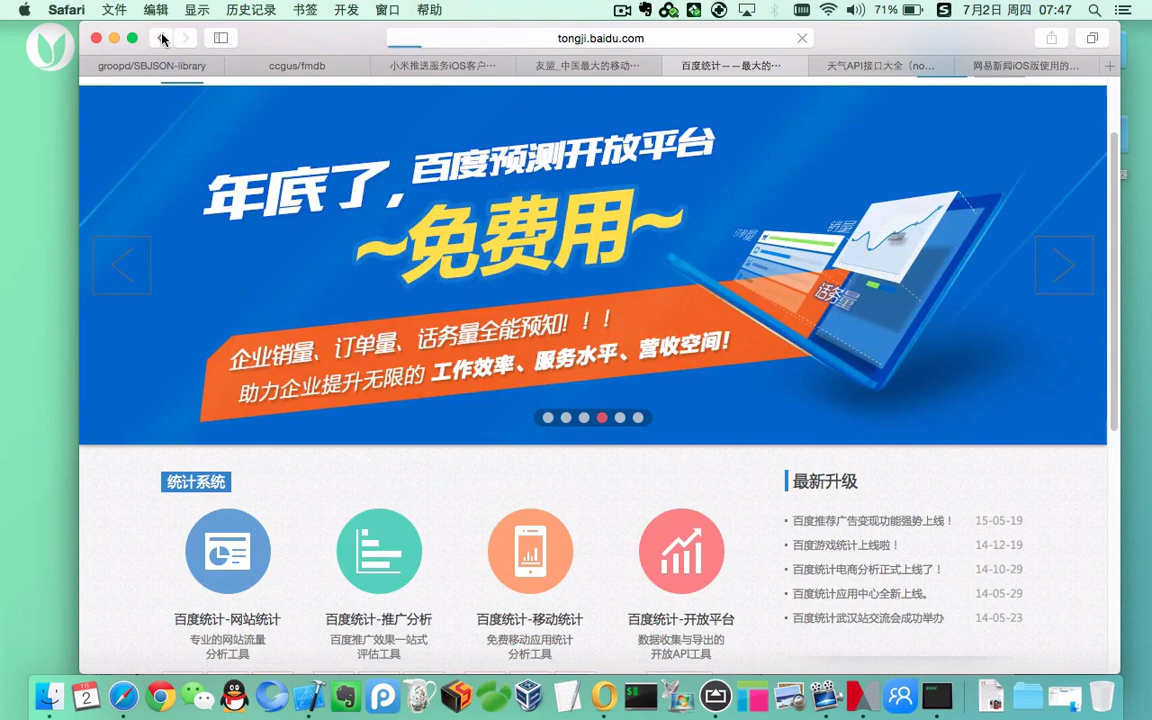 Safari 文件 编辑 显示 历史记录 书签 开发 窗口 帮助 71% 7月2日 周四 07:47
tongji.baidu.com
groopd/SBJSON-library ccgus/fmdb 小米推送服务iOS客户… 友盟_中国最大的移动… 百度统计——最大的… 天气API接口大全（no… 网易新闻iOS版使用的…
年底了,百度预测开放平台
~免费用~
订单量
销量
话务量
企业销量、订单量、话务量全能预知！！！
助力企业提升无限的 工作效率、服务水平、营收空间!
统计系统
最新升级
百度推荐广告变现功能强势上线！ 15-05-19
百度游戏统计上线啦！ 14-12-19
百度统计电商分析正式上线了！ 14-10-29
百度统计应用中心全新上线。 14-05-29
百度统计武汉站交流会成功举办 14-05-23
百度统计-网站统计 百度统计-推广分析 百度统计-移动统计 百度统计-开放平台
专业的网站流量 百度推广效果一站式 免费移动应用统计 数据收集与导出的
分析工具 评估工具 分析工具 开放API工具